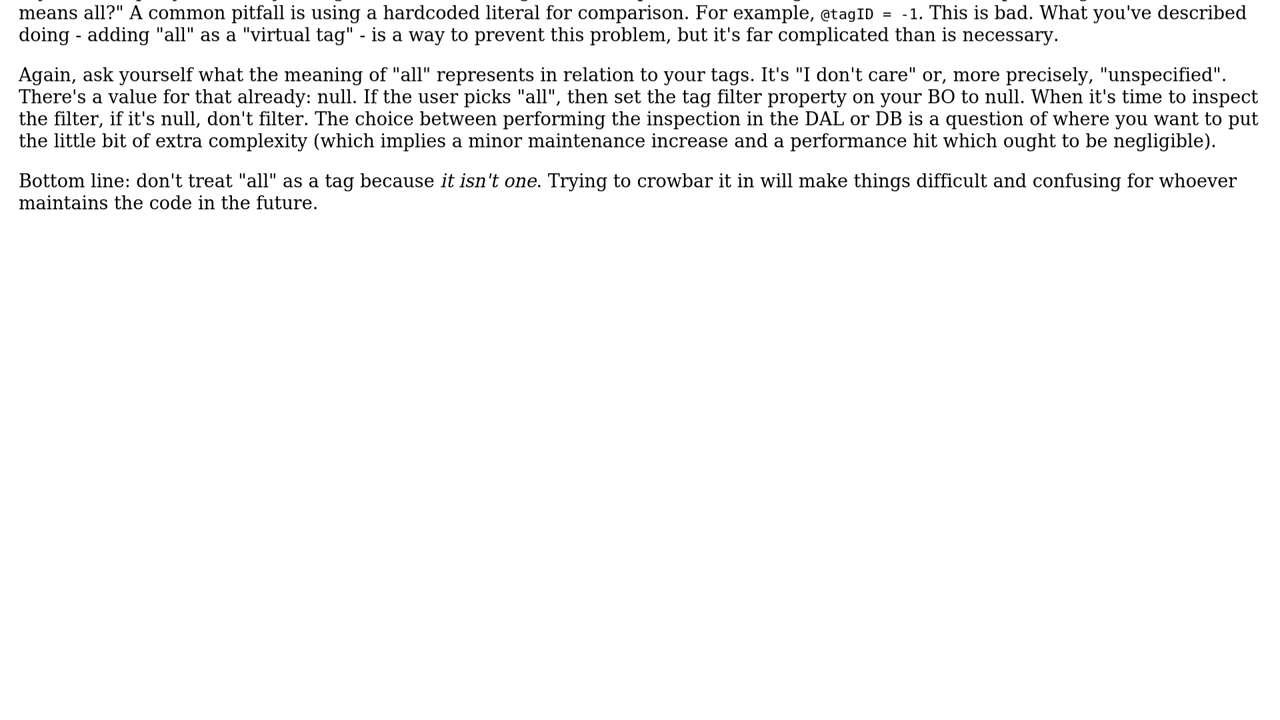 means all?" A common pitfall is using a hardcoded literal for comparison. For example, @tagID = -1. This is bad. What you've described
doing - adding "all" as a "virtual tag" - is a way to prevent this problem, but it's far complicated than is necessary.
Again, ask yourself what the meaning of "all" represents in relation to your tags. It's "I don't care" or, more precisely, "unspecified".
There's a value for that already: null. If the user picks "all", then set the tag filter property on your BO to null. When it's time to inspect
the filter, if it's null, don't filter. The choice between performing the inspection in the DAL or DB is a question of where you want to put
the little bit of extra complexity (which implies a minor maintenance increase and a performance hit which ought to be negligible).
Bottom line: don't treat "all" as a tag because it isn't one. Trying to crowbar it in will make things difficult and confusing for whoever
maintains the code in the future.